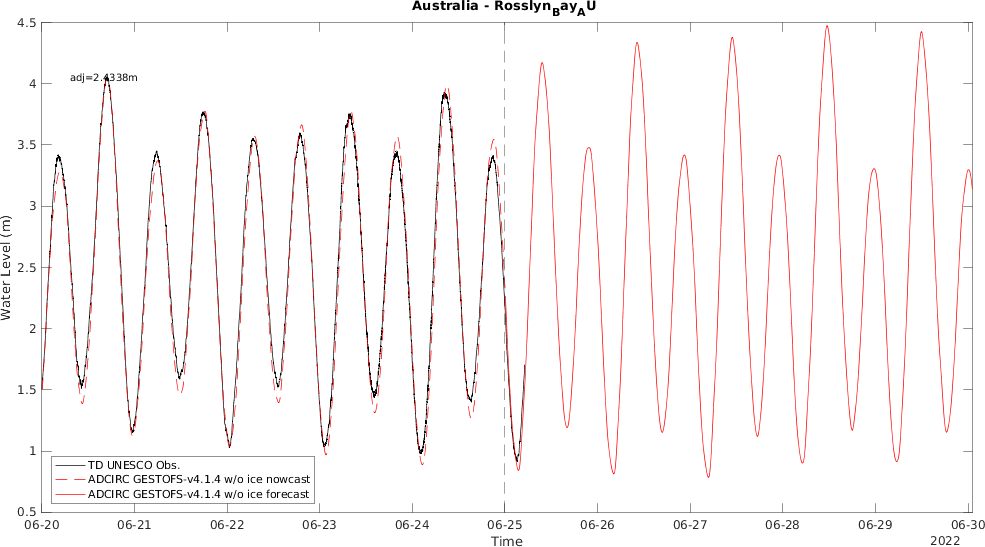 Australia - RosslynBayAU
adj=2.4338m
4.5
4
3.5
3
2.5
2
1.5
1
0.5
Water Level (m)
TD UNESCO Obs.
ADCIRC GESTOFS-v4.1.4 w/o ice nowcast
ADCIRC GESTOFS-v4.1.4 w/o ice forecast
06-20 06-21 06-22 06-23 06-24 06-25 06-26 06-27 06-28 06-29 06-30
Time
2022